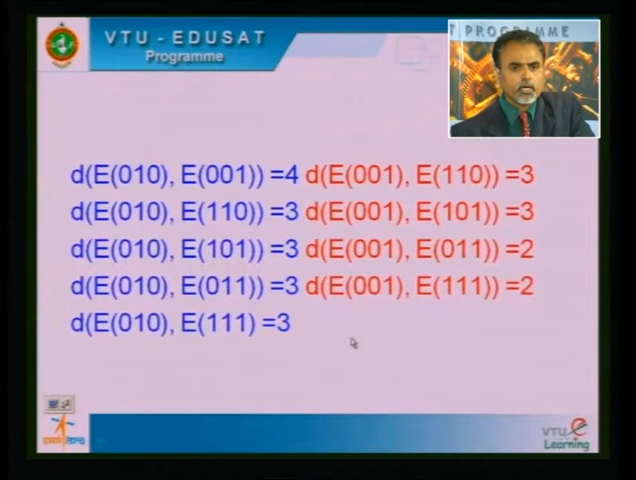 VTU - EDUSAT
Programme
T PROGRAMME
d(E(010), E(001)) =4 d(E(001), E(110)) =3
d(E(010), E(110)) =3 d(E(001), E(101)) =3
d(E(010), E(101)) =3 d(E(001), E(011)) =2
d(E(010), E(011)) =3 d(E(001), E(111)) =2
d(E(010), E(111) =3
VTU e
Learning